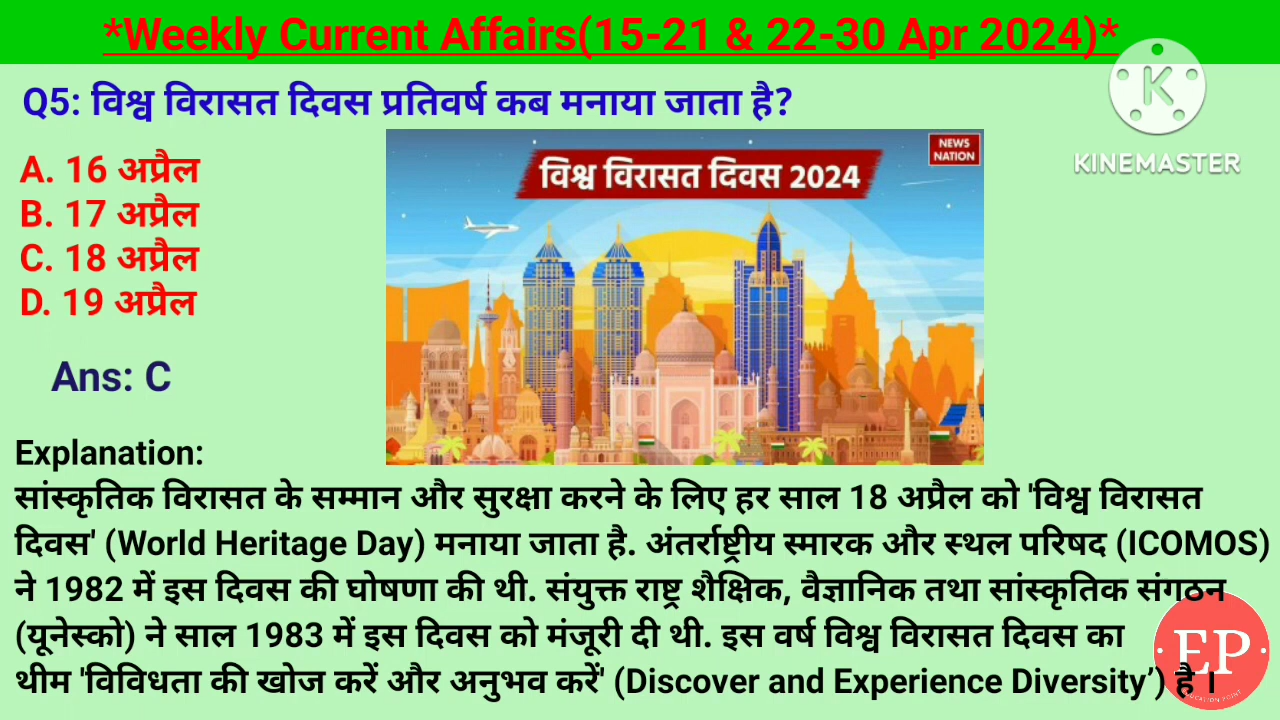 *Weekly Current Affairs(15-21 & 22-30 Apr 2024)*
Q5: विश्व विरासत दिवस प्रतिवर्ष कब मनाया जाता है?
A. 16 अप्रैल
B. 17 अप्रैल
C. 18 अप्रैल
D. 19 अप्रैल
Ans: C
NEWS
NATION
विश्व विरासत दिवस 2024
K
KINEMASTER
Explanation:
सांस्कृतिक विरासत के सम्मान और सुरक्षा करने के लिए हर साल 18 अप्रैल को 'विश्व विरासत
दिवस' (World Heritage Day) मनाया जाता है. अंतर्राष्ट्रीय स्मारक और स्थल परिषद (ICOMOS)
ने 1982 में इस दिवस की घोषणा की थी. संयुक्त राष्ट्र शैक्षिक, वैज्ञानिक तथा सांस्कृतिक संगठन
(यूनेस्को) ने साल 1983 में इस दिवस को मंजूरी दी थी. इस वर्ष विश्व विरासत दिवस का
थीम 'विविधता की खोज करें और अनुभव करें' (Discover and Experience Diversity’) है ।
EP
POINT